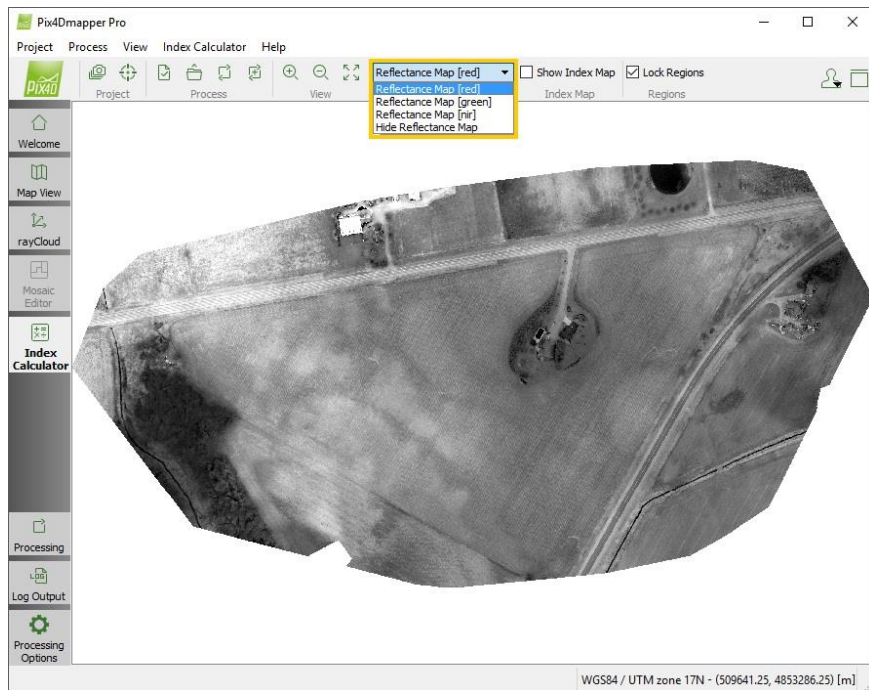 Pix4Dmapper Pro
Project Process View Index Calculator Help
PIX4D
Project
Process
View
Reflectance Map [red]
Reflectance Map [red]
Reflectance Map [green]
Reflectance Map [nir]
Hide Reflectance Map
Show Index Map
Index Map
Lock Regions
Regions
Welcome
Map View
rayCloud
Mosaic
Editor
Index
Calculator
Processing
LOG
Log Output
Processing
Options
WGS84 / UTM zone 17N - (509641.25, 4853286.25) [m]